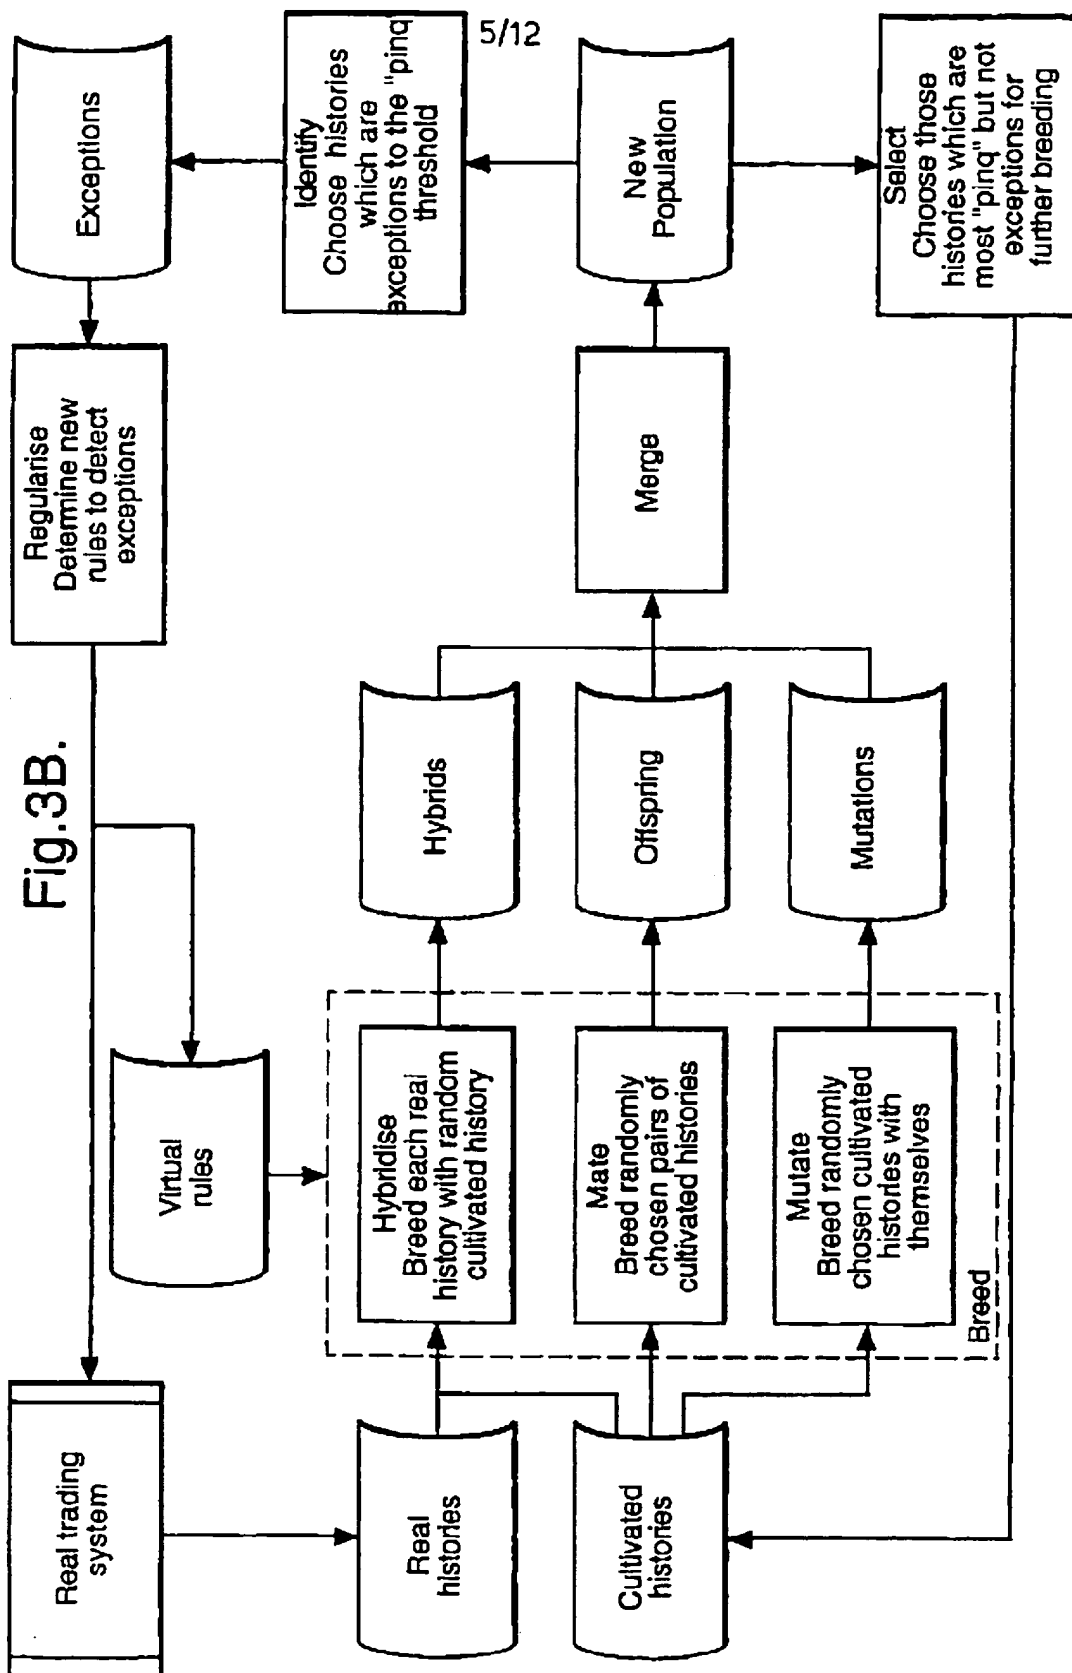 5/12
Fig.3B.
Real trading
system
Regularise
Determine new
rules to detect
exceptions
Exceptions
Virtual
rules
Identify
Choose histories
which are
exceptions to the "pinq
threshold
Real
histories
Hybridise
Breed each real
history with random
cultivated history
Hybrids
Cultivated
histories
Mate
Breed randomly
chosen pairs of
cultivated histories
Offspring
Merge
New
Population
Mutate
Breed randomly
chosen cultivated
histories with
themselves
Mutations
Breed
Select
Choose those
histories which are
most "pinq" but not
exceptions for
further breeding